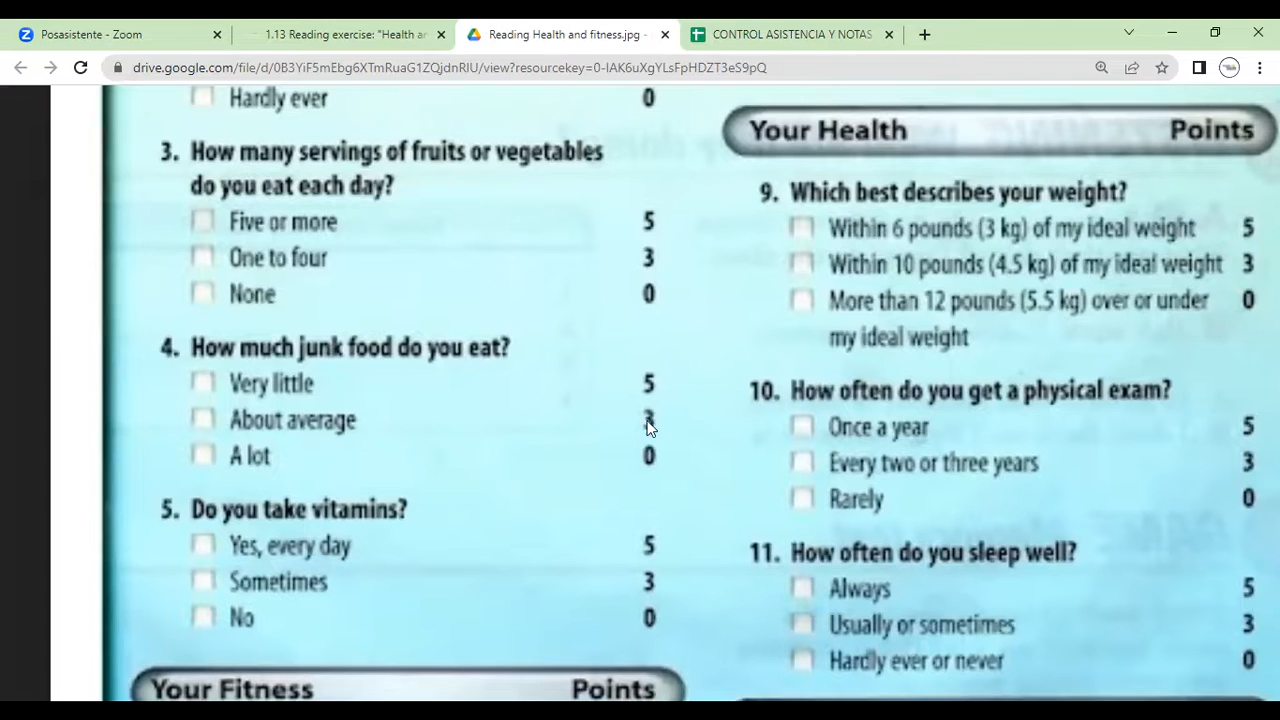 Posasistente - Zoom
1.13 Reading exercise: "Health ar
Reading Health and fitness.jpg -
CONTROL ASISTENCIA Y NOTAS
drive.google.com/file/d/0B3YiF5mEbg6XTmRuaG1ZQjdnRlU/view?resourcekey=0-IAK6uXgYLsFpHDZT3eS9pQ
Hardly ever 0
3. How many servings of fruits or vegetables
do you eat each day?
Five or more 5
One to four 3
None 0
4. How much junk food do you eat?
Very little 5
About average 3
A lot 0
5. Do you take vitamins?
Yes, every day 5
Sometimes 3
No 0
Your Fitness Points
Your Health Points
9. Which best describes your weight?
Within 6 pounds (3 kg) of my ideal weight 5
Within 10 pounds (4.5 kg) of my ideal weight 3
More than 12 pounds (5.5 kg) over or under 0
my ideal weight
10. How often do you get a physical exam?
Once a year 5
Every two or three years 3
Rarely 0
11. How often do you sleep well?
Always 5
Usually or sometimes 3
Hardly ever or never 0